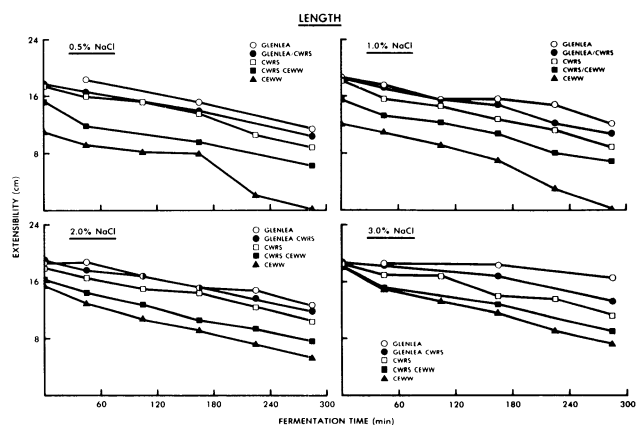 LENGTH
0.5% NaCl
GLENLEA
GLENLEA/CWRS
CWRS
CWRS CEWW
CEWW
24
16
8
1.0% NaCl
GLENLEA
GLENLEA/CWRS
CWRS
CWRS/CEWW
CEWW
EXTENSIBILITY (cm)
2.0% NaCl
GLENLEA
GLENLEA CWRS
CWRS
CWRS CEWW
CEWW
24
16
8
60
120
180
240
300
3.0% NaCl
GLENLEA
GLENLEA CWRS
CWRS
CWRS CEWW
CEWW
60
120
180
240
300
FERMENTATION TIME (min)